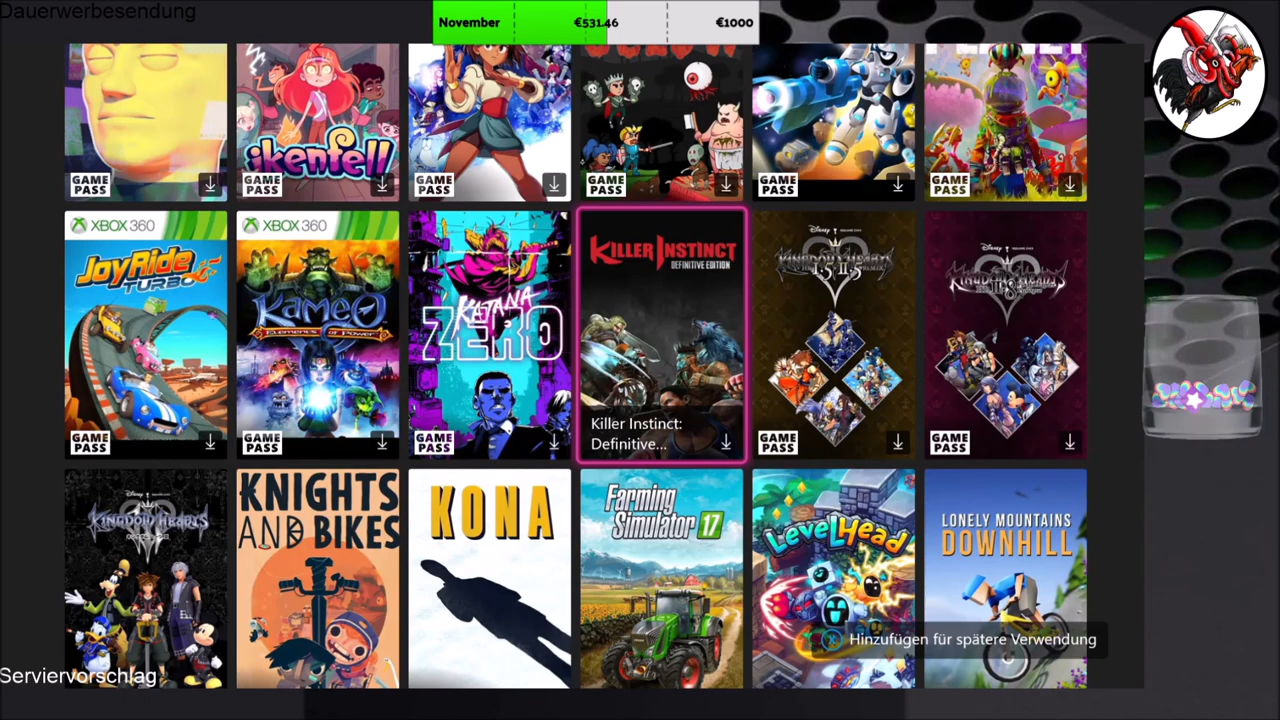 Dauerwerbesendung
November €531.46 €1000
ikenfell
GAME PASS
GAME PASS
GAME PASS
GAME PASS
GAME PASS
GAME PASS
XBOX 360
JoyRide
TURBO
GAME PASS
XBOX 360
KAMEO
Elements of Power
GAME PASS
KATANA
ZERO
GAME PASS
KILLER INSTINCT
DEFINITIVE EDITION
Killer Instinct:
Definitive...
Disney
KINGDOM HEARTS
GAME PASS
Disney
KINGDOM HEARTS
GAME PASS
Disney
KINGDOM HEARTS
KNIGHTS
AND BIKES
KONA
Farming
Simulator 17
LEVELHEAD
LONELY MOUNTAINS
DOWNHILL
X Hinzufügen für spätere Verwendung
Serviervorschlag